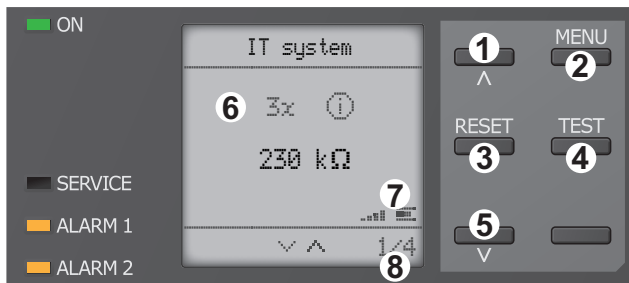 ON
IT system
6 3x i
230 kΩ
7
8
1/4
SERVICE
ALARM 1
ALARM 2
1
MENU
2
RESET
3
TEST
4
5